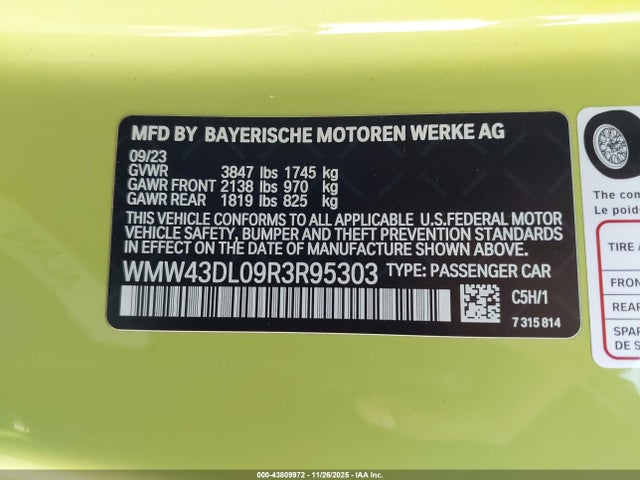 MFD BY BAYERISCHE MOTOREN WERKE AG
09/23
GVWR 3847 lbs 1745 kg
GAWR FRONT 2138 lbs 970 kg
GAWR REAR 1819 lbs 825 kg
THIS VEHICLE CONFORMS TO ALL APPLICABLE U.S.FEDERAL MOTOR
VEHICLE SAFETY, BUMPER AND THEFT PREVENTION STANDARDS
IN EFFECT ON THE DATE OF MANUFACTURE SHOWN ABOVE.
WMW43DL09R3R95303 TYPE: PASSENGER CAR
C5H/1
7 315 814
The com
Le poid
TIRE
FRON
REAR
SPAR
DE S
000-43809972 - 11/26/2025 - IAA Inc.